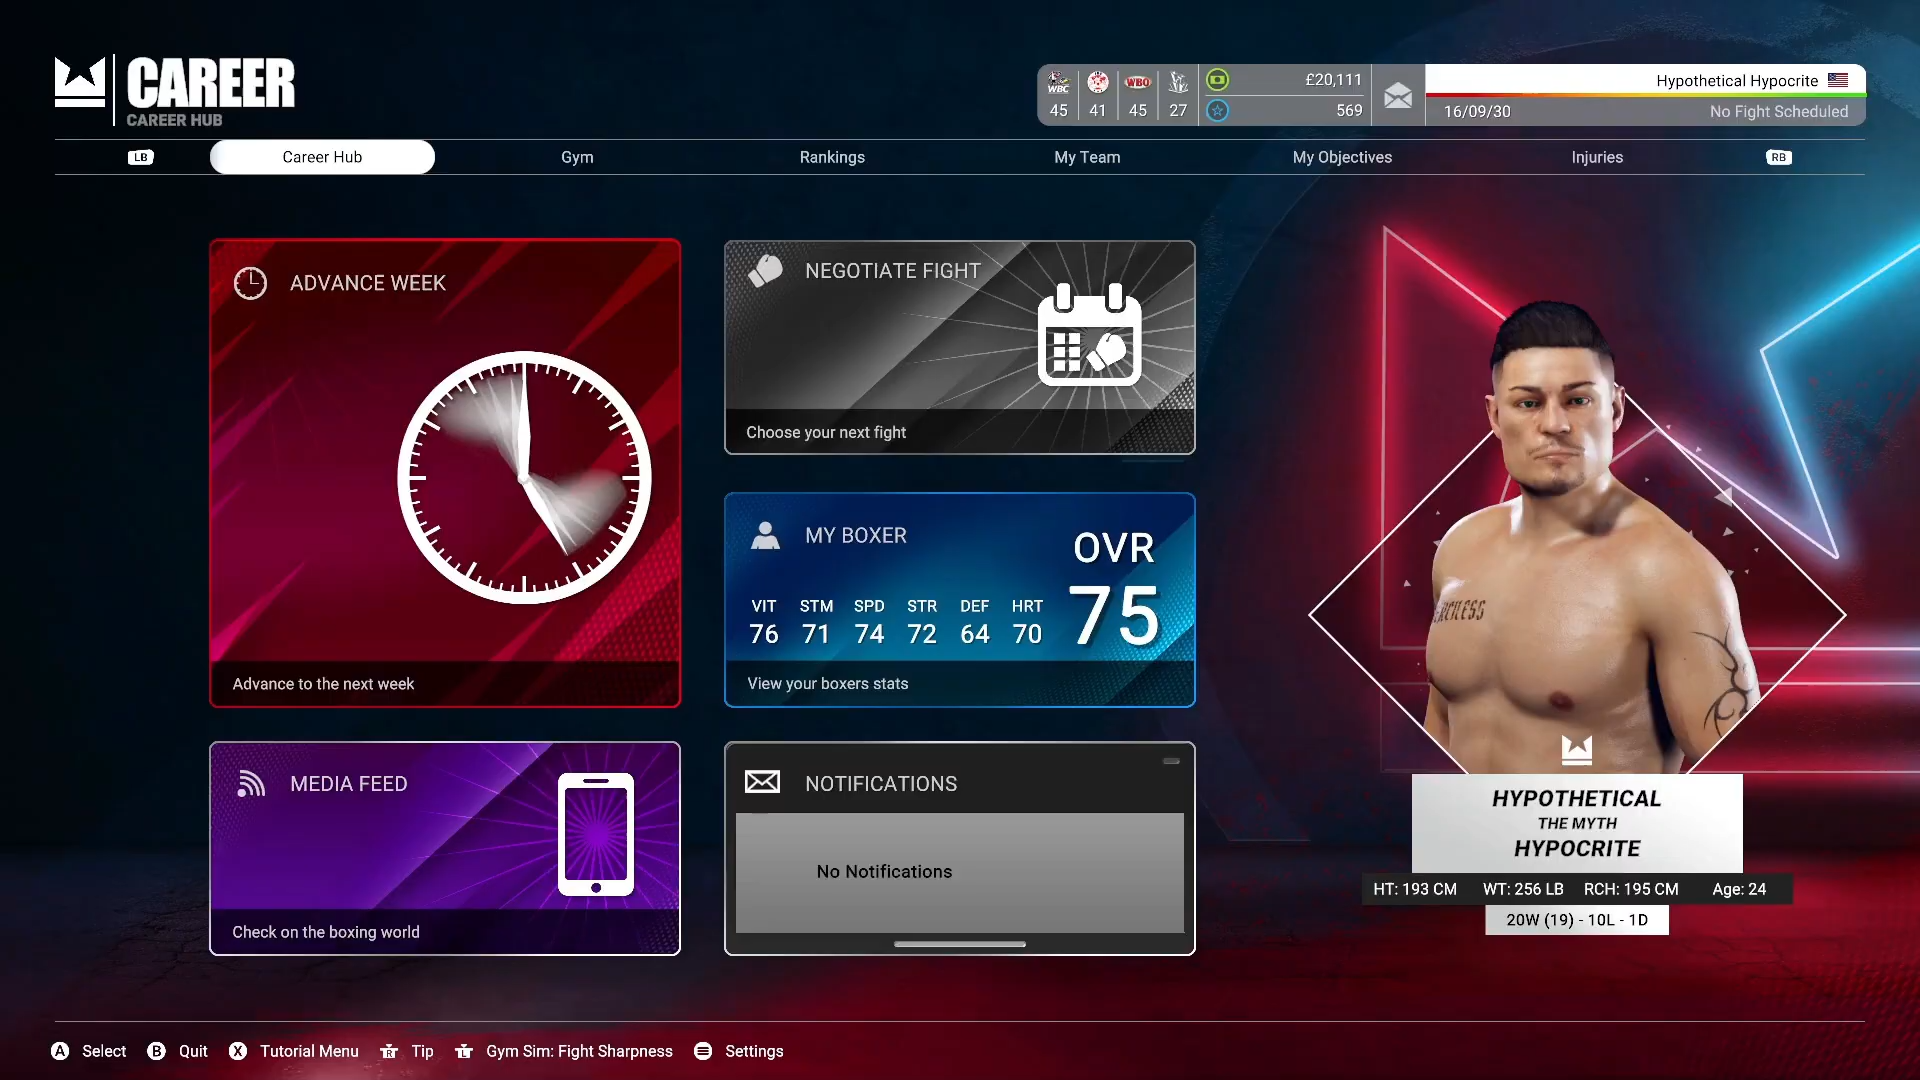 CAREER
CAREER HUB
WBC
WBO
45
41
45
27
£20,111
569
Hypothetical Hypocrite
16/09/30
No Fight Scheduled
LB
Career Hub
Gym
Rankings
My Team
My Objectives
Injuries
RB
ADVANCE WEEK
Advance to the next week
NEGOTIATE FIGHT
Choose your next fight
MY BOXER
OVR
75
VIT STM SPD STR DEF HRT
76 71 74 72 64 70
View your boxers stats
MEDIA FEED
Check on the boxing world
NOTIFICATIONS
No Notifications
HYPOTHETICAL
THE MYTH
HYPOCRITE
HT: 193 CM WT: 256 LB RCH: 195 CM Age: 24
20W (19) - 10L - 1D
A Select B Quit X Tutorial Menu R Tip L Gym Sim: Fight Sharpness Settings